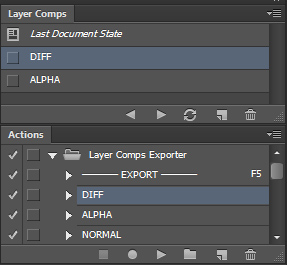 Layer Comps
Last Document State
DIFF
ALPHA
Actions
Layer Comps Exporter
——— EXPORT ——— F5
DIFF
ALPHA
NORMAL